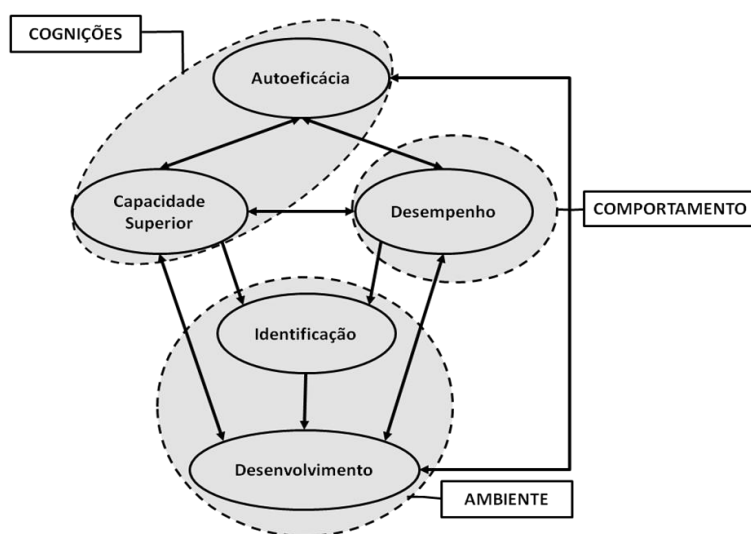 COGNIÇÕES
Autoeficácia
Capacidade
Superior
Desempenho
COMPORTAMENTO
Identificação
Desenvolvimento
AMBIENTE